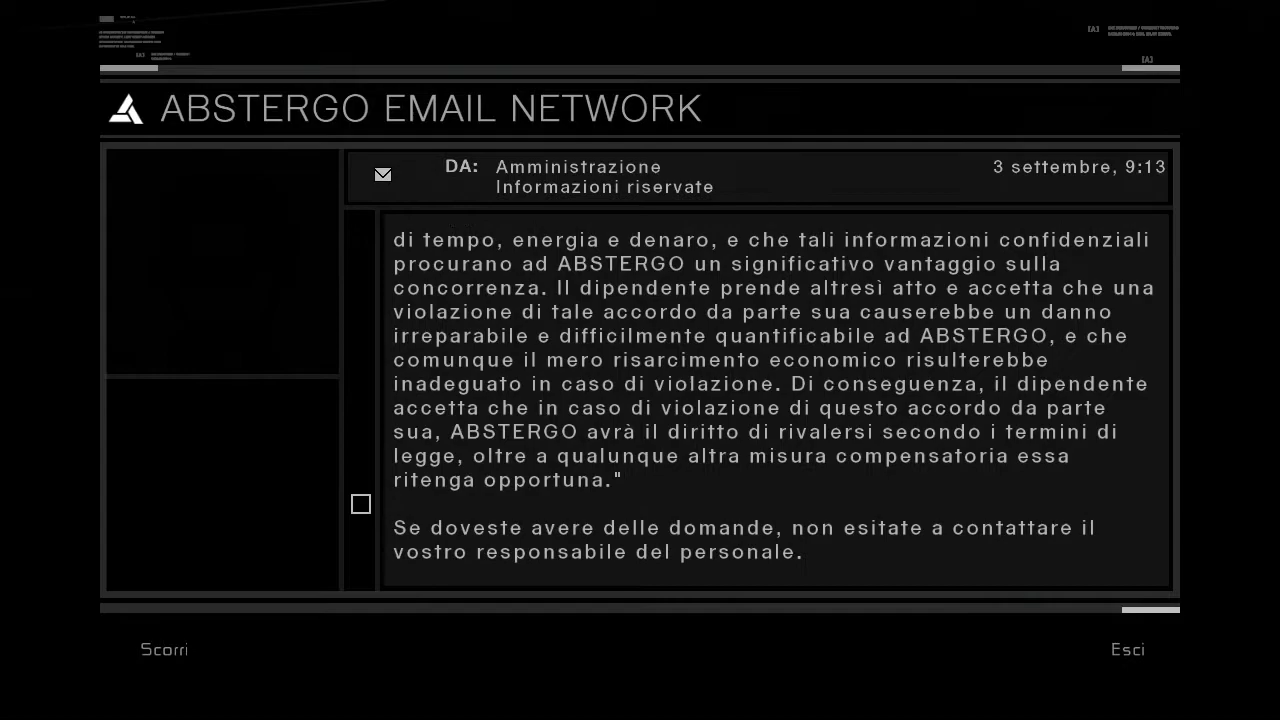 ABSTERGO EMAIL NETWORK
DA: Amministrazione
3 settembre, 9:13
Informazioni riservate
di tempo, energia e denaro, e che tali informazioni confidenziali
procurano ad ABSTERGO un significativo vantaggio sulla
concorrenza. Il dipendente prende altresì atto e accetta che una
violazione di tale accordo da parte sua causerebbe un danno
irreparabile e difficilmente quantificabile ad ABSTERGO, e che
comunque il mero risarcimento economico risulterebbe
inadeguato in caso di violazione. Di conseguenza, il dipendente
accetta che in caso di violazione di questo accordo da parte
sua, ABSTERGO avrà il diritto di rivalersi secondo i termini di
legge, oltre a qualunque altra misura compensatoria essa
ritenga opportuna."
Se doveste avere delle domande, non esitate a contattare il
vostro responsabile del personale.
Scorri
Esci